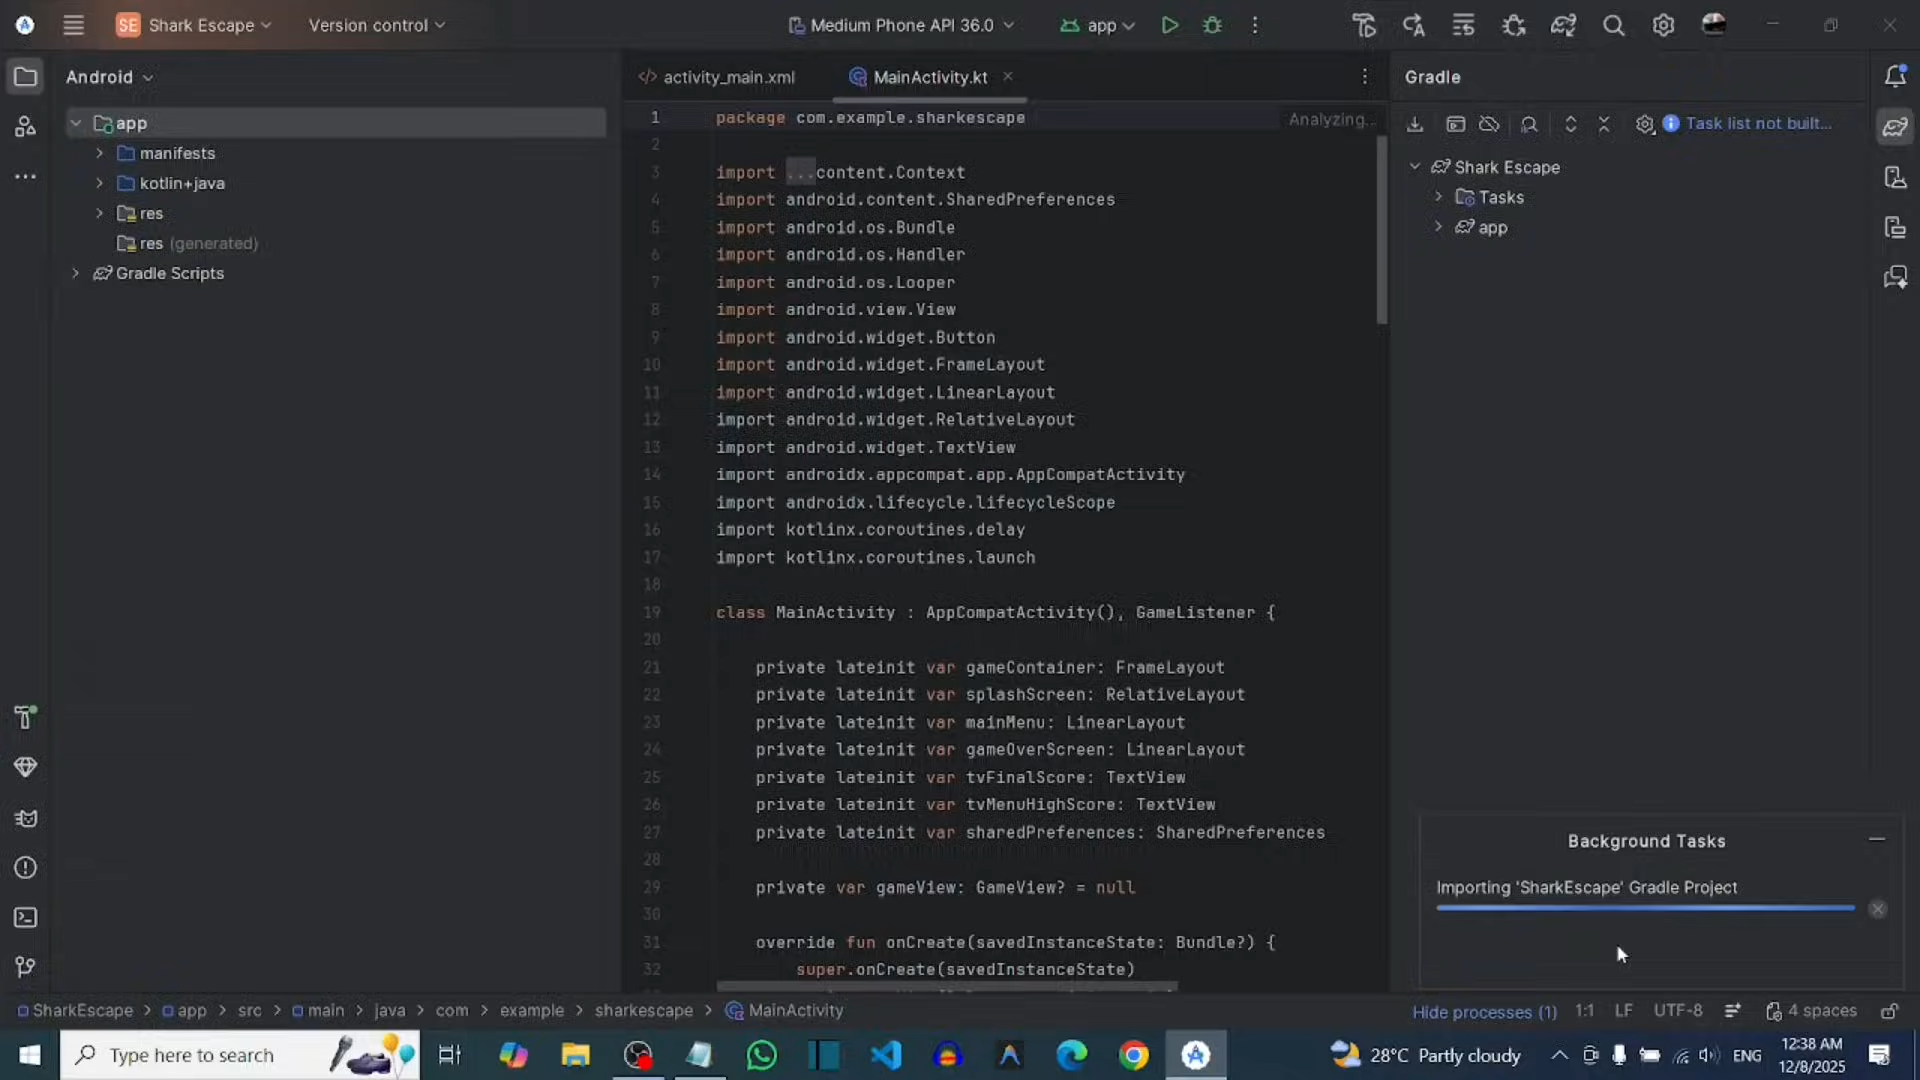 SE Shark Escape
Version control
Medium Phone API 36.0
app
Android
app
manifests
kotlin+java
res
res (generated)
Gradle Scripts
activity_main.xml
MainActivity.kt
Analyzing...
1 package com.example.sharkescape
2
3 import ...content.Context
4 import android.content.SharedPreferences
5 import android.os.Bundle
6 import android.os.Handler
7 import android.os.Looper
8 import android.view.View
9 import android.widget.Button
10 import android.widget.FrameLayout
11 import android.widget.LinearLayout
12 import android.widget.RelativeLayout
13 import android.widget.TextView
14 import androidx.appcompat.app.AppCompatActivity
15 import androidx.lifecycle.lifecycleScope
16 import kotlinx.coroutines.delay
17 import kotlinx.coroutines.launch
18
19 class MainActivity : AppCompatActivity(), GameListener {
20
21 private lateinit var gameContainer: FrameLayout
22 private lateinit var splashScreen: RelativeLayout
23 private lateinit var mainMenu: LinearLayout
24 private lateinit var gameOverScreen: LinearLayout
25 private lateinit var tvFinalScore: TextView
26 private lateinit var tvMenuHighScore: TextView
27 private lateinit var sharedPreferences: SharedPreferences
28
29 private var gameView: GameView? = null
30
31 override fun onCreate(savedInstanceState: Bundle?) {
32 super.onCreate(savedInstanceState)
Gradle
Task list not built...
Shark Escape
Tasks
app
Background Tasks
Importing 'SharkEscape' Gradle Project
SharkEscape > app > src > main > java > com > example > sharkescape > MainActivity
Hide processes (1)
1:1
LF
UTF-8
4 spaces
Type here to search
28°C Partly cloudy
ENG
12:38 AM
12/8/2025